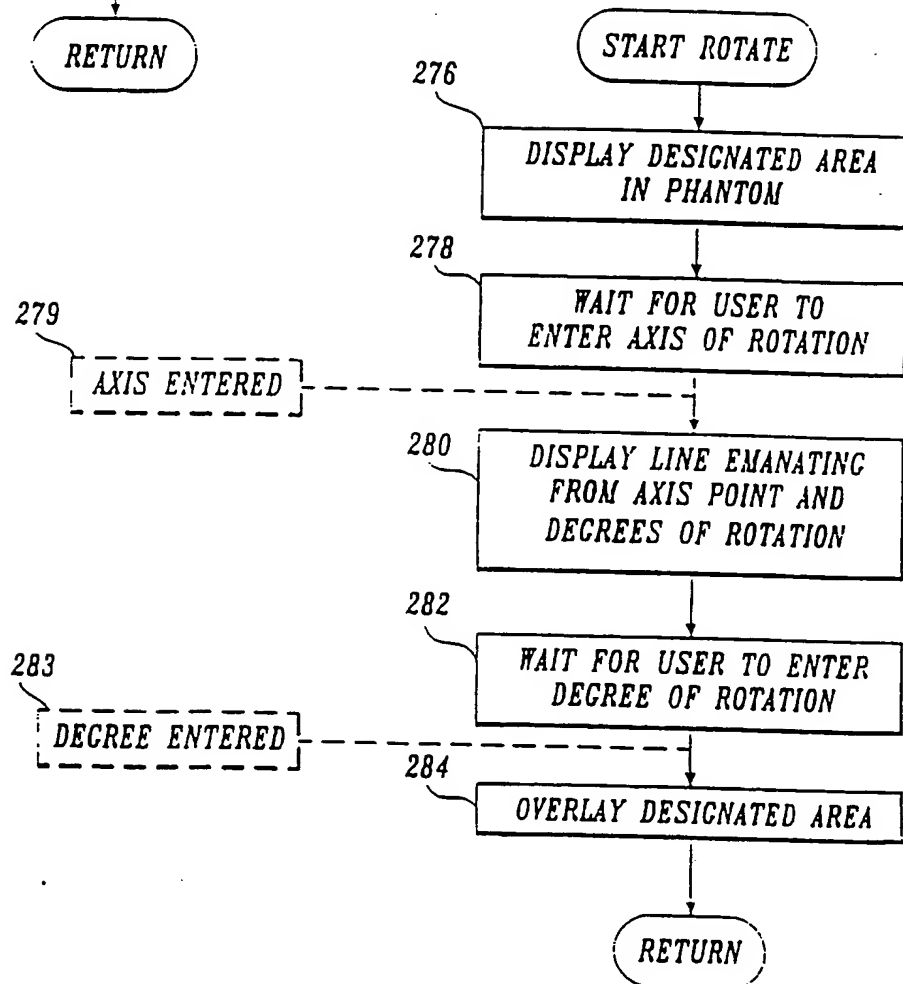 RETURN
START ROTATE
276
DISPLAY DESIGNATED AREA
IN PHANTOM
278
WAIT FOR USER TO
ENTER AXIS OF ROTATION
279
AXIS ENTERED
280
DISPLAY LINE EMANATING
FROM AXIS POINT AND
DEGREES OF ROTATION
282
WAIT FOR USER TO ENTER
DEGREE OF ROTATION
283
DEGREE ENTERED
284
OVERLAY DESIGNATED AREA
RETURN